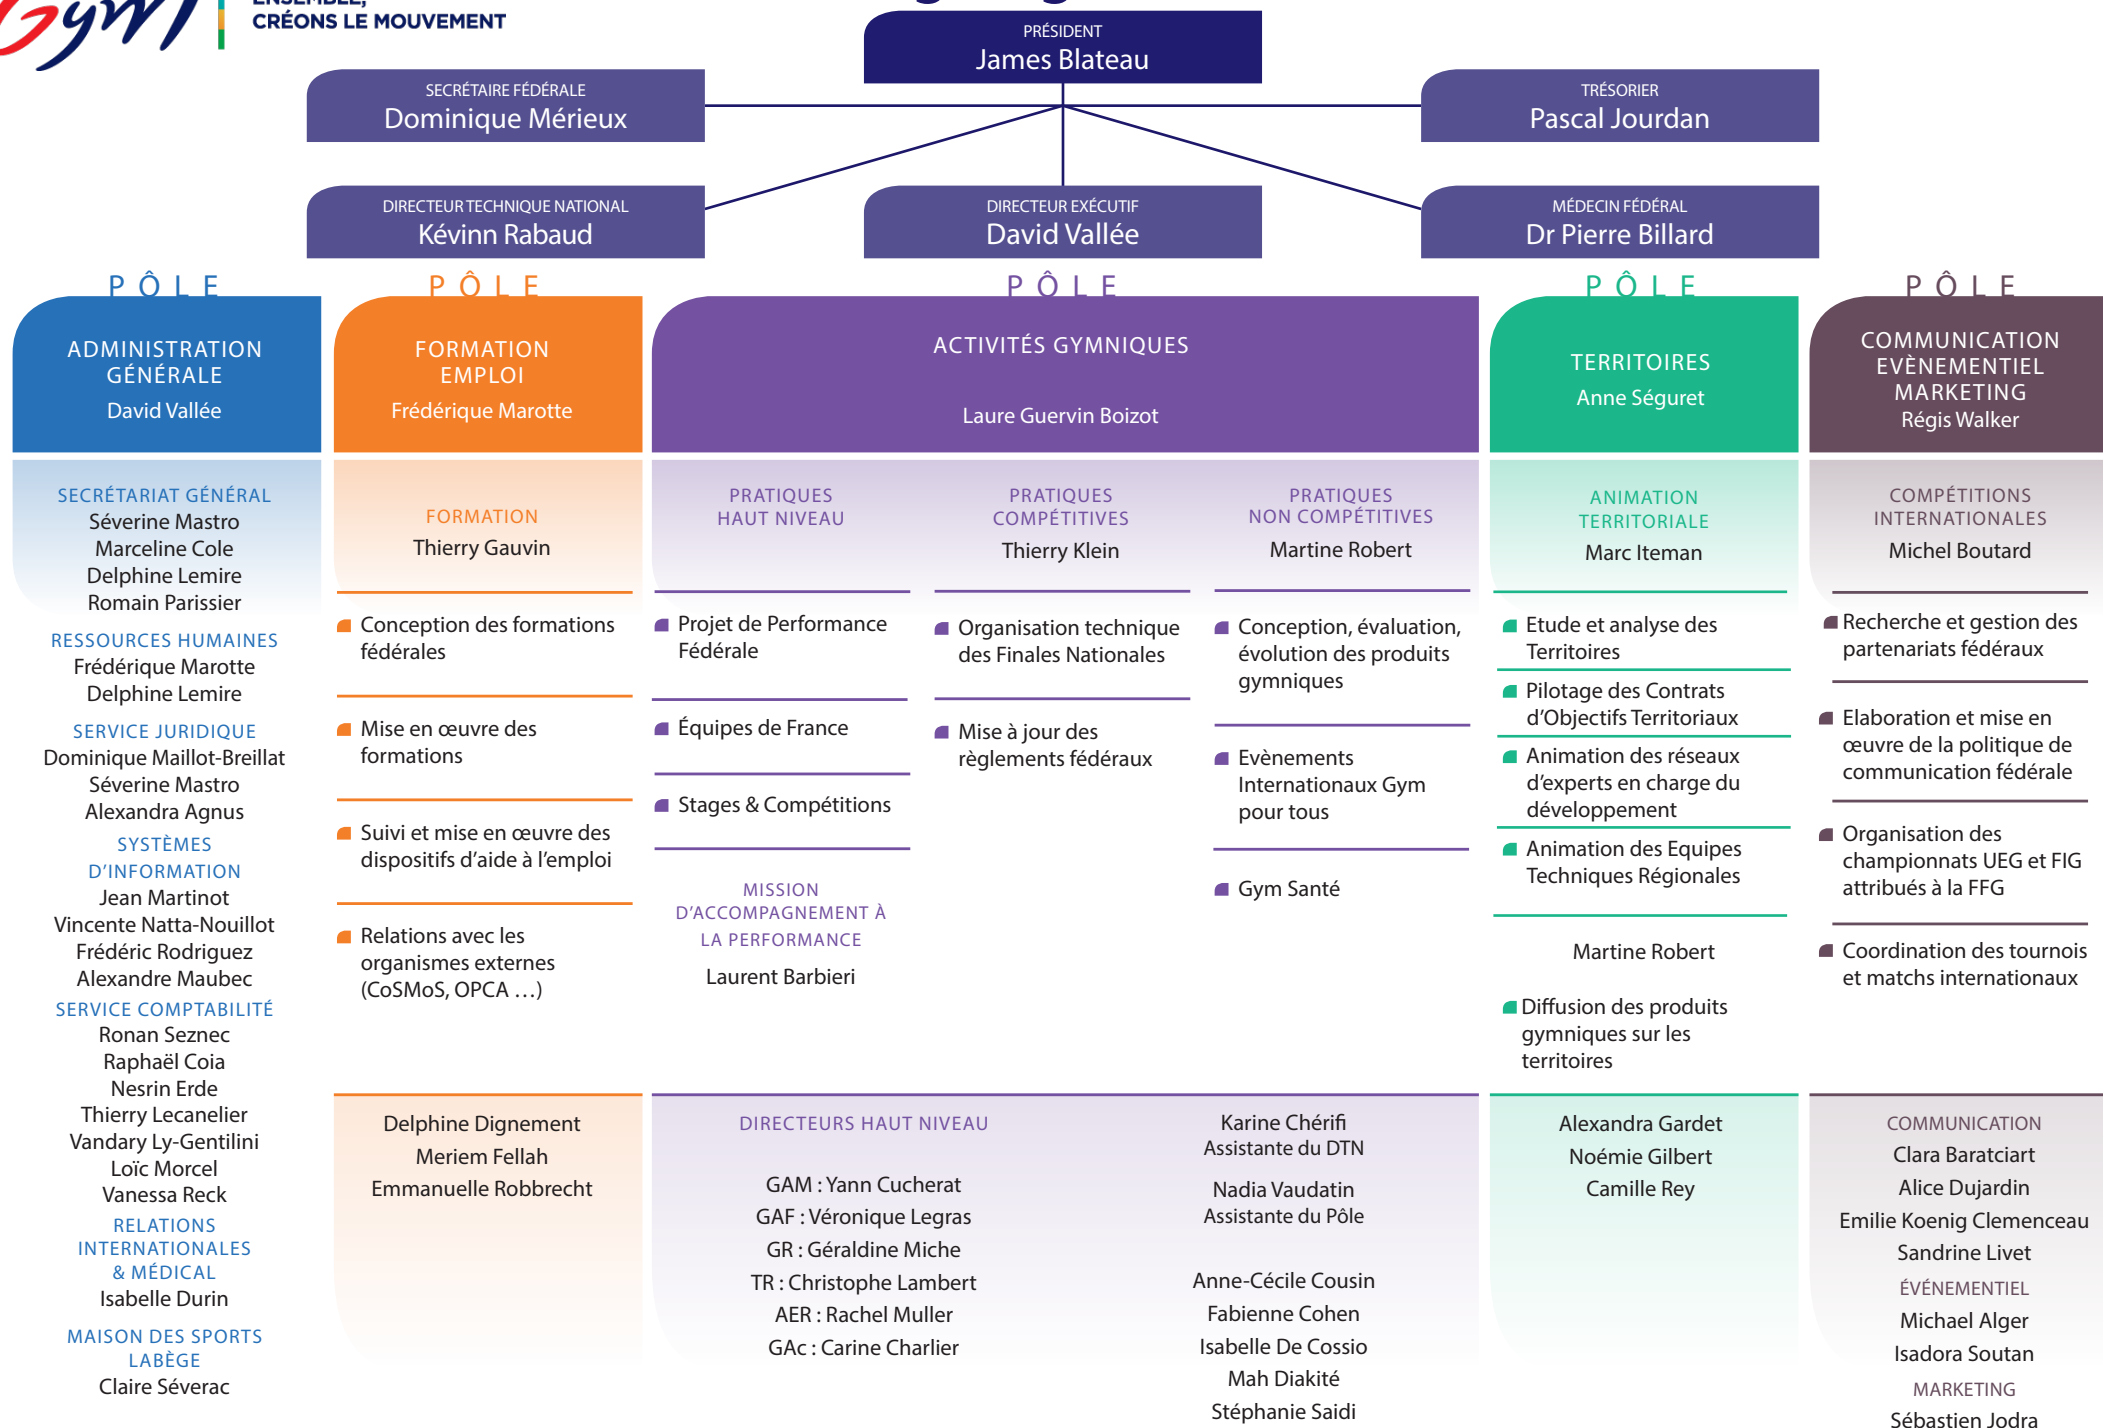 Gym
ENSEMBLE,
CRÉONS LE MOUVEMENT
PRÉSIDENT
James Blateau
SECRÉTAIRE FÉDÉRALE
Dominique Mérieux
TRÉSORIER
Pascal Jourdan
DIRECTEUR TECHNIQUE NATIONAL
Kévinn Rabaud
DIRECTEUR EXÉCUTIF
David Vallée
MÉDECIN FÉDÉRAL
Dr Pierre Billard
PÔLE
ADMINISTRATION
GÉNÉRALE
David Vallée
SECRÉTARIAT GÉNÉRAL
Séverine Mastro
Marceline Cole
Delphine Lemire
Romain Parissier
RESSOURCES HUMAINES
Frédérique Marotte
Delphine Lemire
SERVICE JURIDIQUE
Dominique Maillot-Breillat
Séverine Mastro
Alexandra Agnus
SYSTÈMES
D'INFORMATION
Jean Martinot
Vincente Natta-Nouillot
Frédéric Rodriguez
Alexandre Maubec
SERVICE COMPTABILITÉ
Ronan Seznec
Raphaël Coia
Nesrin Erde
Thierry Lecanelier
Vandary Ly-Gentilini
Loïc Morcel
Vanessa Reck
RELATIONS
INTERNATIONALES
& MÉDICAL
Isabelle Durin
MAISON DES SPORTS
LABÈGE
Claire Séverac
PÔLE
FORMATION
EMPLOI
Frédérique Marotte
FORMATION
Thierry Gauvin
Conception des formations
fédérales
Mise en œuvre des
formations
Suivi et mise en œuvre des
dispositifs d'aide à l'emploi
Relations avec les
organismes externes
(CoSMoS, OPCA …)
Delphine Dignement
Meriem Fellah
Emmanuelle Robbrecht
PÔLE
ACTIVITÉS GYMNIQUES
Laure Guervin Boizot
PRATIQUES
HAUT NIVEAU
Projet de Performance
Fédérale
Équipes de France
Stages & Compétitions
MISSION
D'ACCOMPAGNEMENT À
LA PERFORMANCE
Laurent Barbieri
PRATIQUES
COMPÉTITIVES
Thierry Klein
Organisation technique
des Finales Nationales
Mise à jour des
règlements fédéraux
PRATIQUES
NON COMPÉTITIVES
Martine Robert
Conception, évaluation,
évolution des produits
gymniques
Evènements
Internationaux Gym
pour tous
Gym Santé
DIRECTEURS HAUT NIVEAU
GAM : Yann Cucherat
GAF : Véronique Legras
GR : Géraldine Miche
TR : Christophe Lambert
AER : Rachel Muller
GAc : Carine Charlier
Karine Chérifi
Assistante du DTN
Nadia Vaudatin
Assistante du Pôle
Anne-Cécile Cousin
Fabienne Cohen
Isabelle De Cossio
Mah Diakité
Stéphanie Saidi
PÔLE
TERRITOIRES
Anne Séguret
ANIMATION
TERRITORIALE
Marc Iteman
Etude et analyse des
Territoires
Pilotage des Contrats
d'Objectifs Territoriaux
Animation des réseaux
d'experts en charge du
développement
Animation des Equipes
Techniques Régionales
Martine Robert
Diffusion des produits
gymniques sur les
territoires
Alexandra Gardet
Noémie Gilbert
Camille Rey
PÔLE
COMMUNICATION
EVÈNEMENTIEL
MARKETING
Régis Walker
COMPÉTITIONS
INTERNATIONALES
Michel Boutard
Recherche et gestion des
partenariats fédéraux
Elaboration et mise en
œuvre de la politique de
communication fédérale
Organisation des
championnats UEG et FIG
attribués à la FFG
Coordination des tournois
et matchs internationaux
COMMUNICATION
Clara Baratciart
Alice Dujardin
Emilie Koenig Clemenceau
Sandrine Livet
ÉVÉNEMENTIEL
Michael Alger
Isadora Soutan
MARKETING
Sébastien Jodra